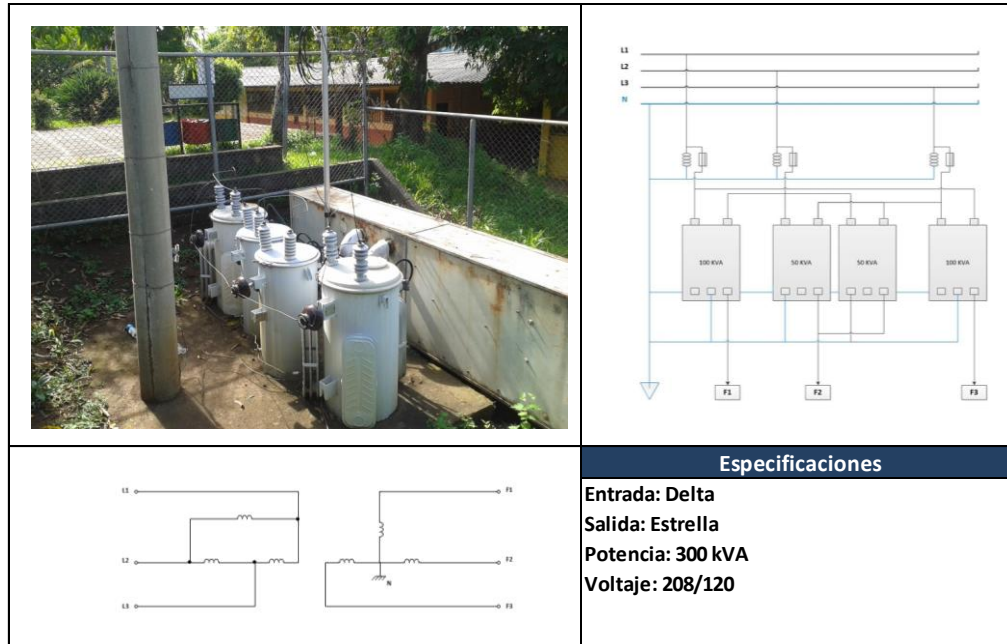 L1
L2
L3
N
100 KVA
50 KVA
50 KVA
100 KVA
F1
F2
F3
L1
L2
L3
F1
F2
F3
N
Especificaciones
Entrada: Delta
Salida: Estrella
Potencia: 300 kVA
Voltaje: 208/120